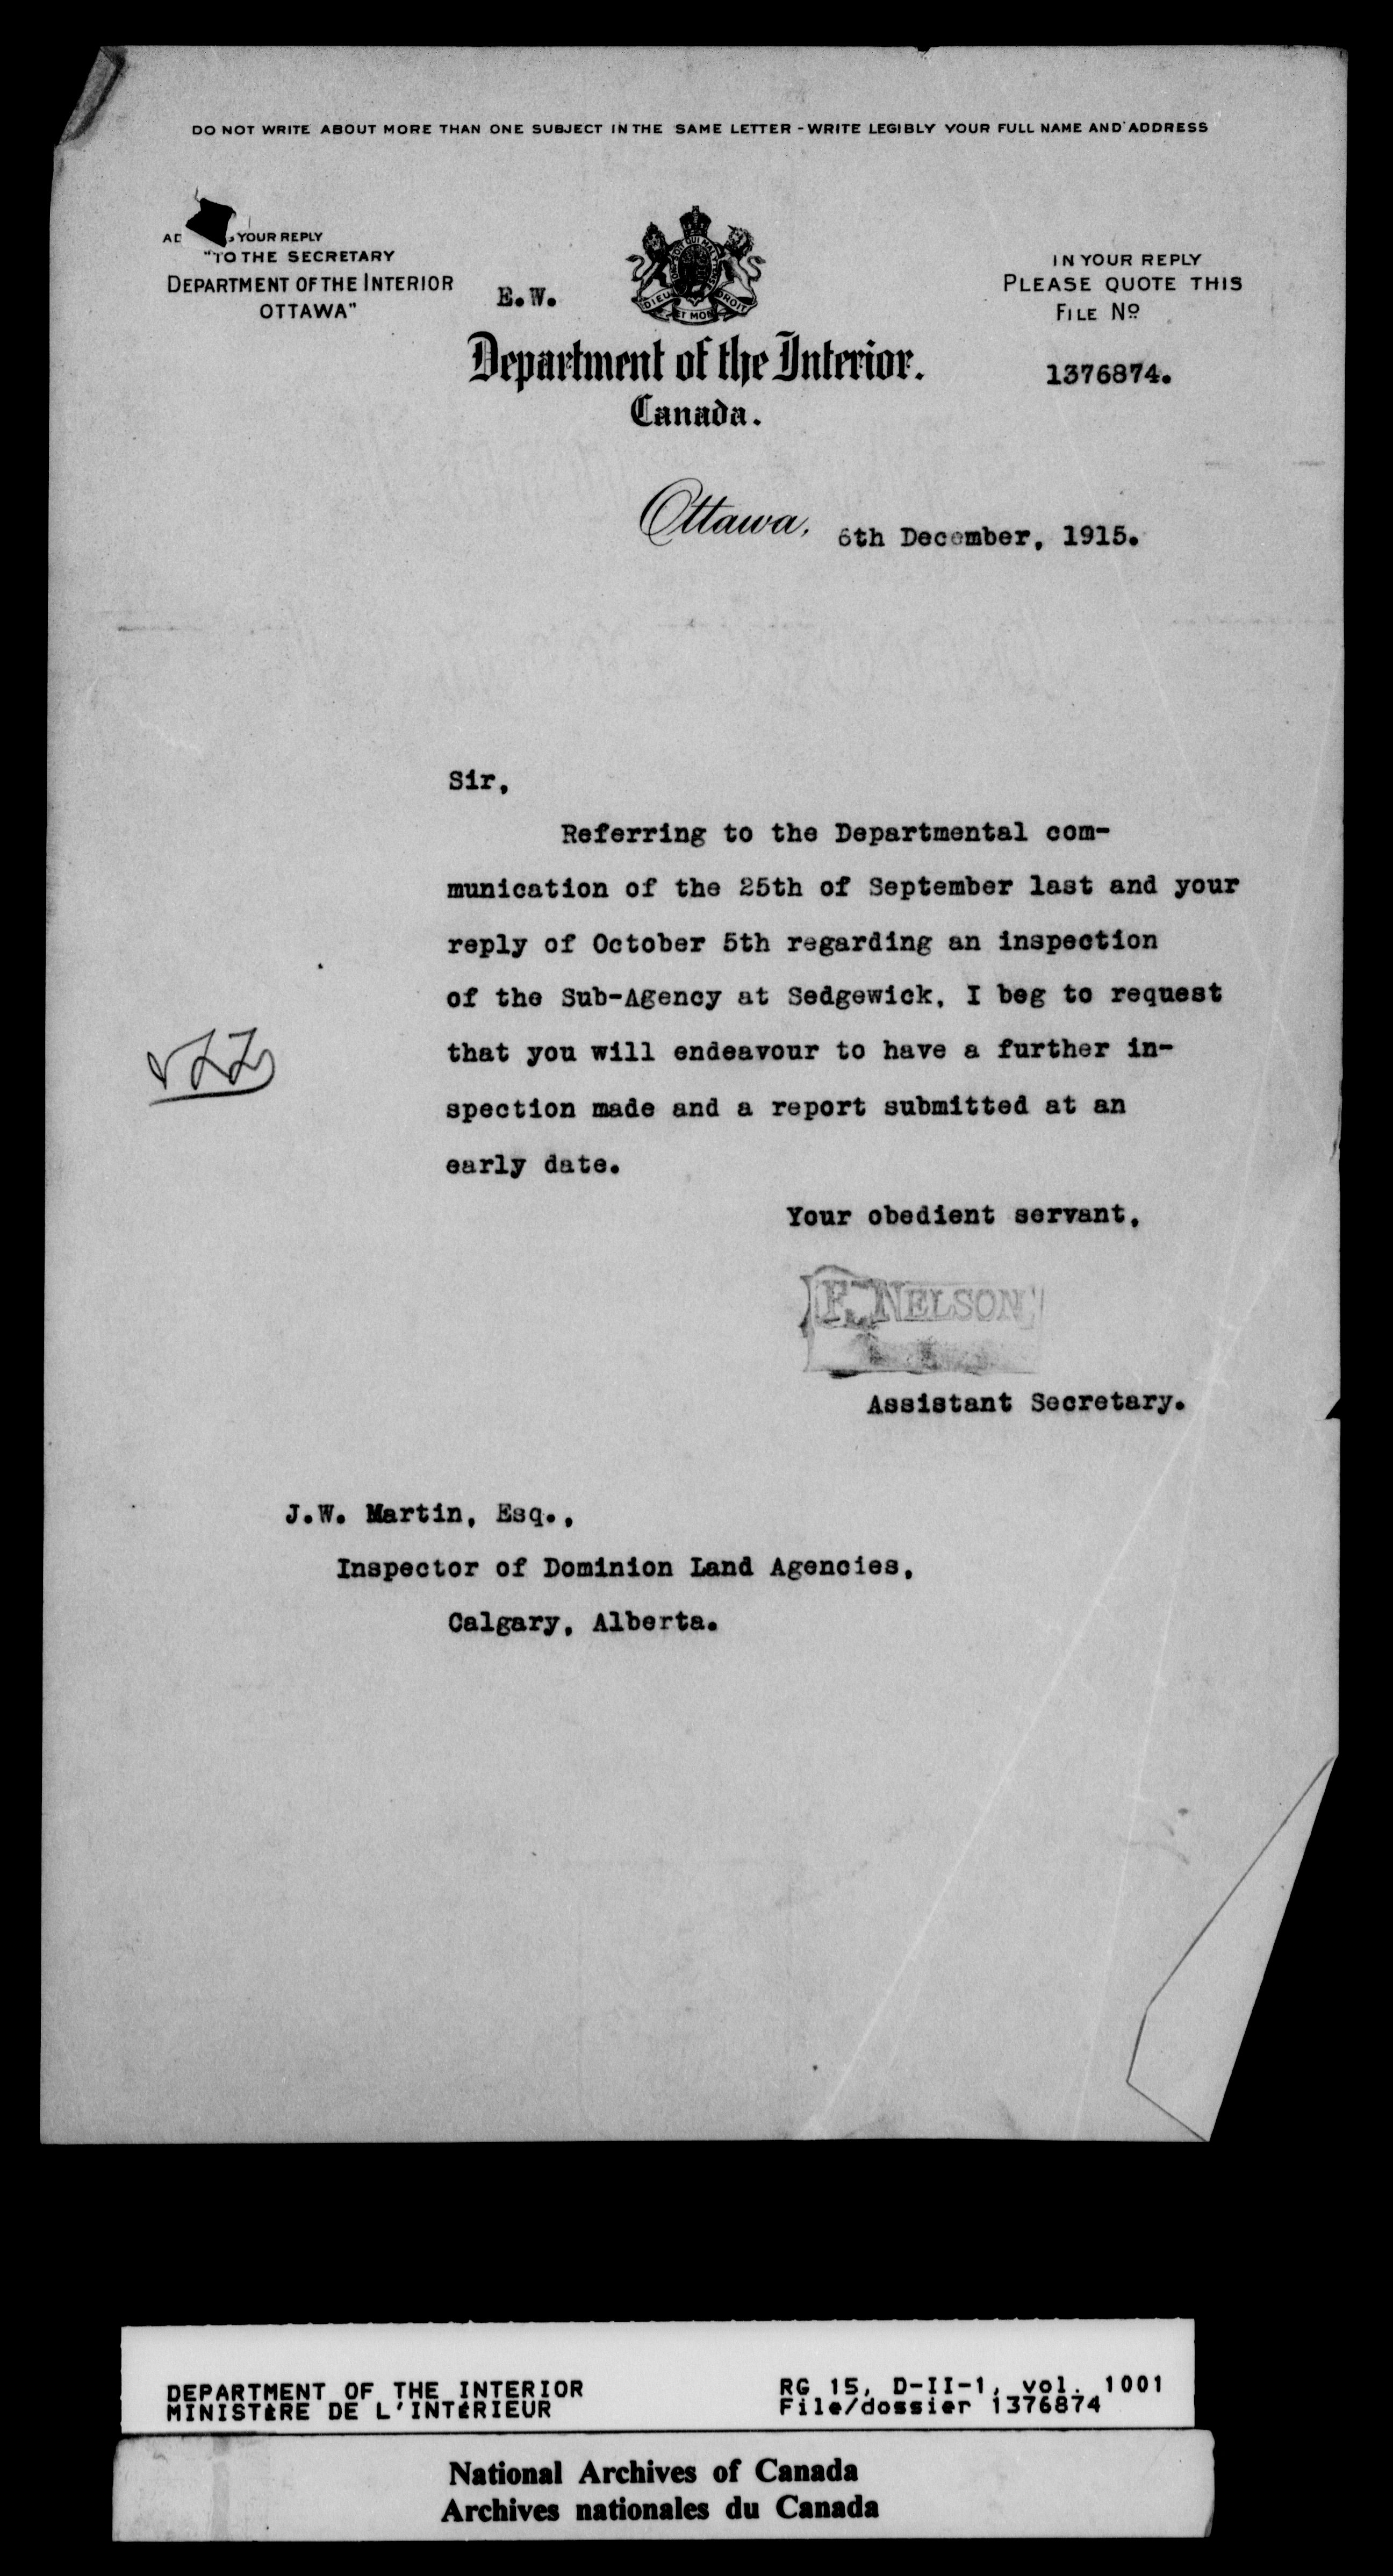 DO NOT WRITE ABOUT MORE THAN ONE SUBJECT IN THE SAME LETTER - WRITE LEGIBLY YOUR FULL NAME AND ADDRESS
YOUR REPLY
"TO THE SECRETARY
DEPARTMENT OF THE INTERIOR
OTTAWA"
E.W.
DIEU ET MON DROIT
IN YOUR REPLY
PLEASE QUOTE THIS
FILE No
1376874.
Department of the Interior.
Canada.
Ottawa, 6th December, 1915.
Sir,
Referring to the Departmental com-
munication of the 25th of September last and your
reply of October 5th regarding an inspection
of the Sub-Agency at Sedgewick, I beg to request
that you will endeavour to have a further in-
spection made and a report submitted at an
early date.
Your obedient servant,
F. NELSON
Assistant Secretary.
J.W. Martin, Esq.,
Inspector of Dominion Land Agencies,
Calgary, Alberta.
DEPARTMENT OF THE INTERIOR
MINISTÈRE DE L'INTÉRIEUR
RG 15, D-II-1, vol. 1001
File/dossier 1376874
National Archives of Canada
Archives nationales du Canada